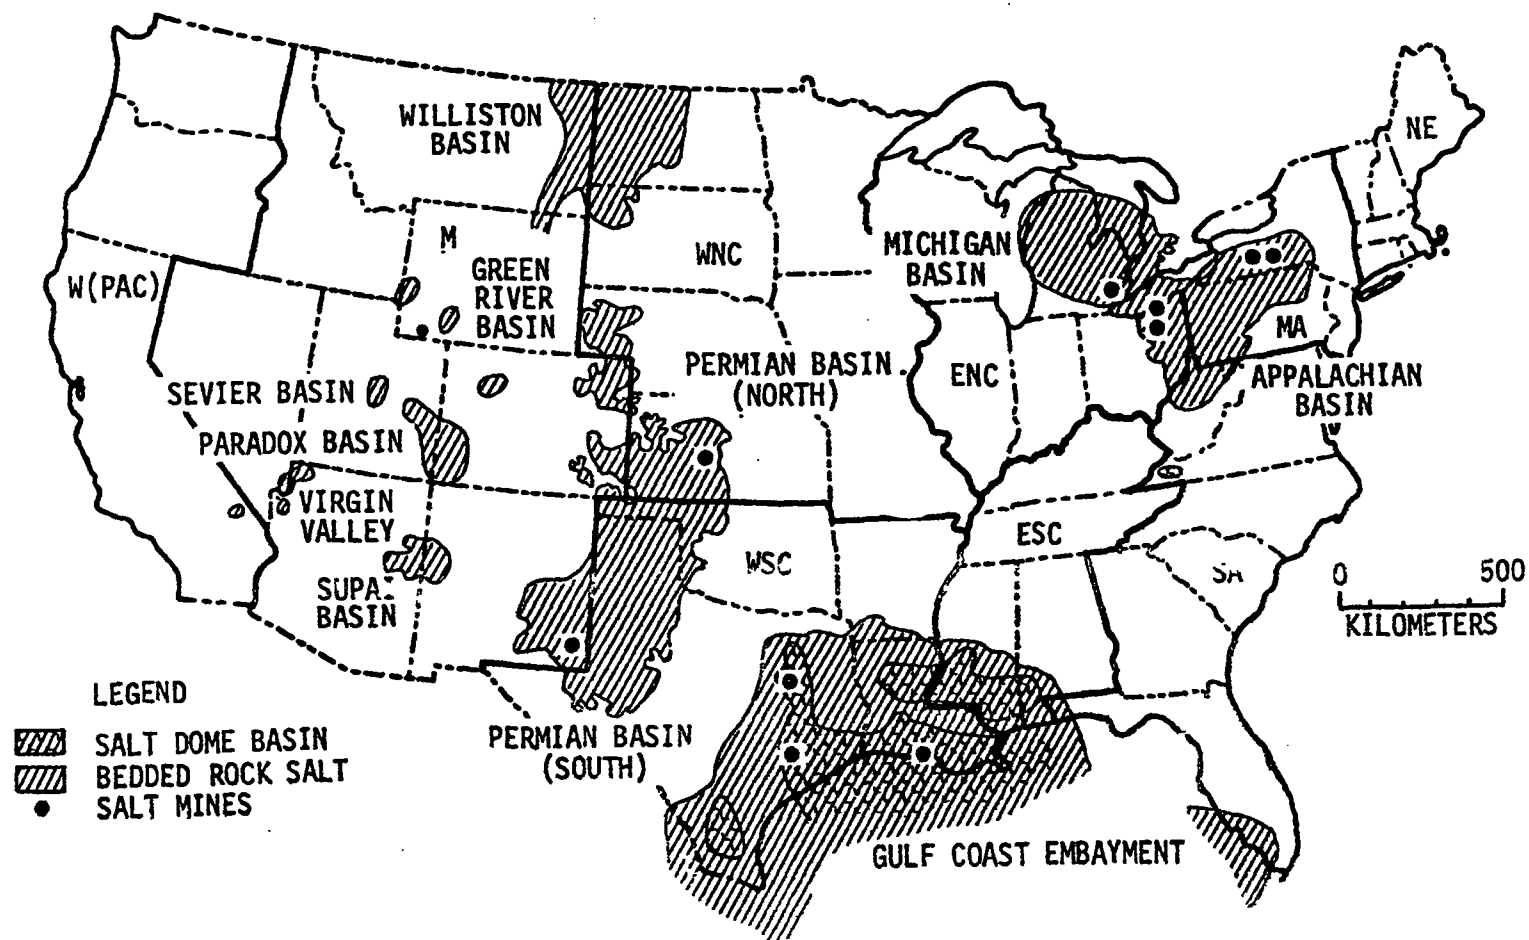 WILLISTON
BASIN
NE
M
GREEN
RIVER
BASIN
WNC
MICHIGAN
BASIN
W(PAC)
MA
PERMIAN BASIN
(NORTH)
ENC
APPALACHIAN
BASIN
SEVIER BASIN
PARADOX BASIN
VIRGIN
VALLEY
WSC
ESC
SA
SUPAI
BASIN
0 500
KILOMETERS
LEGEND
SALT DOME BASIN
BEDDED ROCK SALT
SALT MINES
PERMIAN BASIN
(SOUTH)
GULF COAST EMBAYMENT